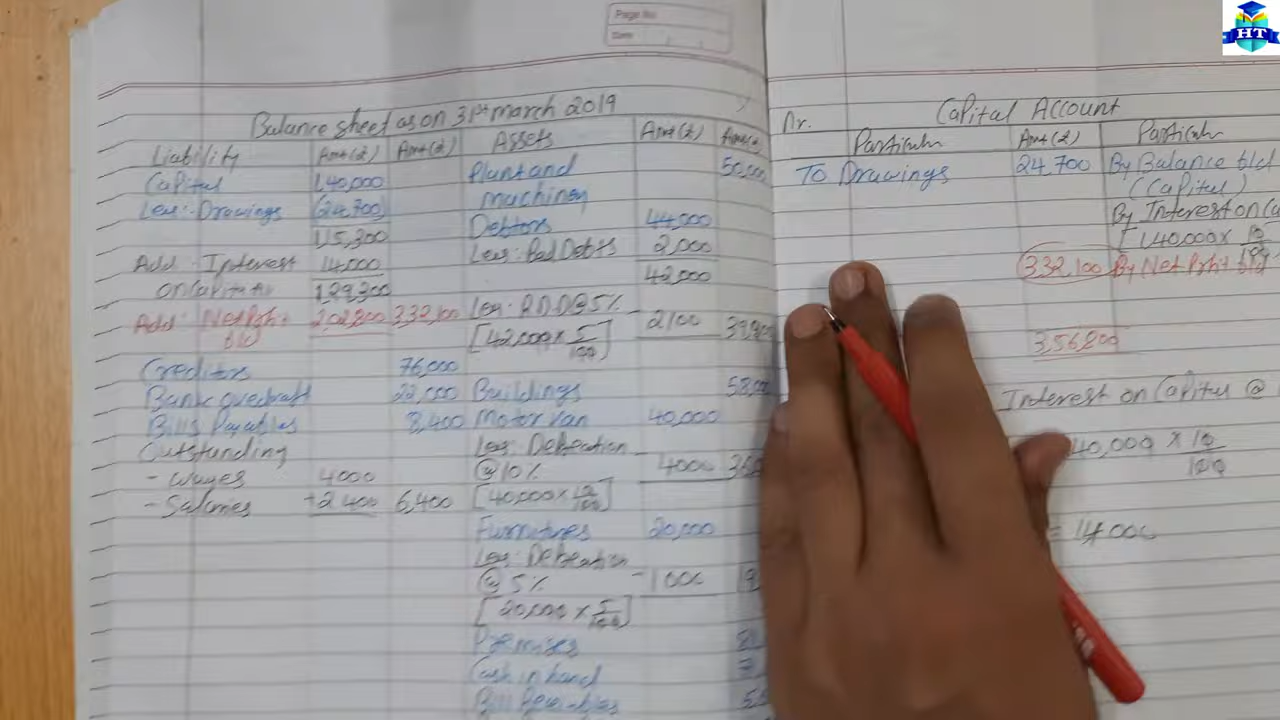 HT
Page No
Date
Balance sheet as on 31st march 2019
Liability Amt(₹) Amt(₹) Assets Amt(₹) Amt(₹)
Capital 1,40,000 Plant and 50,000
Less:- Drawings (24,700) machinery
1,15,300 Debtors 44,000
Add:- Interest 14,000 Less: Bad Debts 2,000
on Capital 1,29,300 42,000
Add: Net Profit 2,02,800 3,32,100 Less: R.D.D @ 5% 2100
b/d [42,000 x 5/100]
Creditors 76,000
Bank overdraft 22,000 Buildings
Bills Payables 8,400 Motor van 40,000
Outstanding Less: Depreciation
- Wages 4000 @ 10% 4000
- Salaries +2400 6,400 [40,000 x 10/100]
Furnitures 20,000
Less: Depreciation
@ 5% -1000
[20,000 x 5/100]
Premises
Cash in hand
Bill Receivables
Capital Account
Dr.
Particulars Amt(₹) Particulars
To Drawings 24,700 By Balance b/d
(Capital)
By Interest on
[1,40,000 x 10/100
3,32,100 By Net Profit b/d
3,56,800
Interest on Capital @
40,000 x 10/100
= 14,000